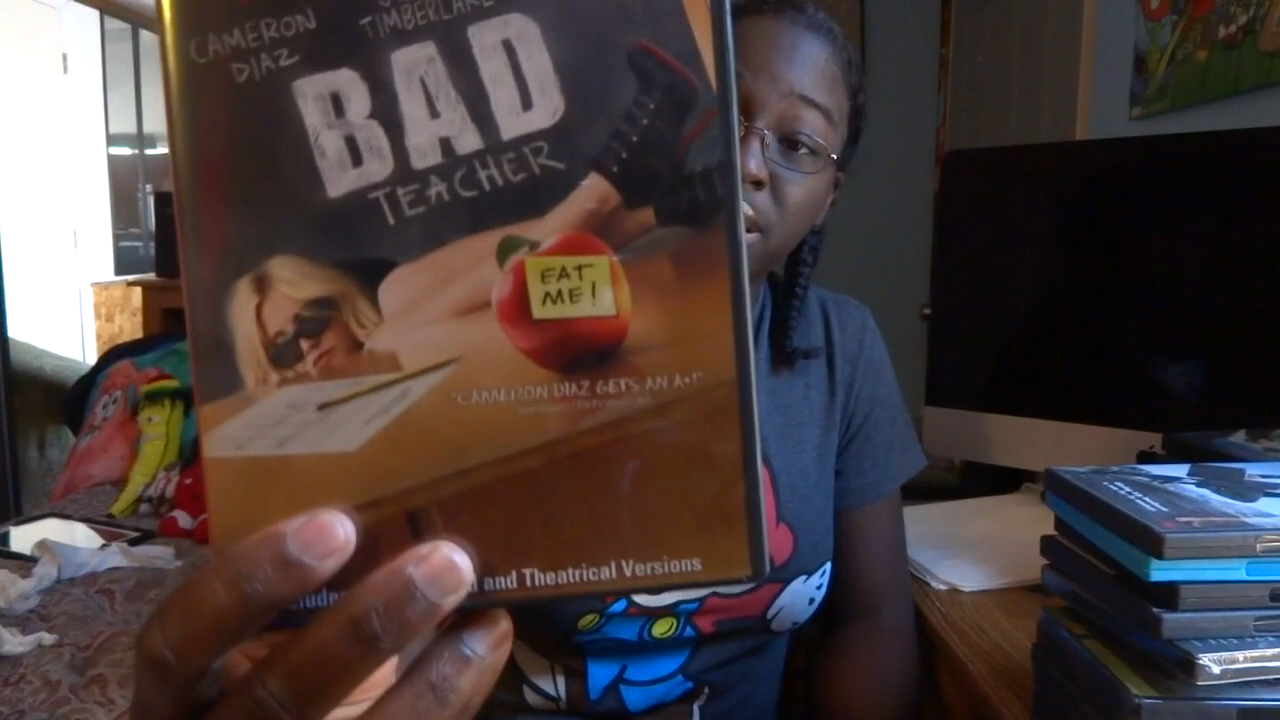 CAMERON
DIAZ
TIMBERLAKE
BAD
TEACHER
EAT
ME!
"CAMERON DIAZ GETS AN A+!"
and Theatrical Versions